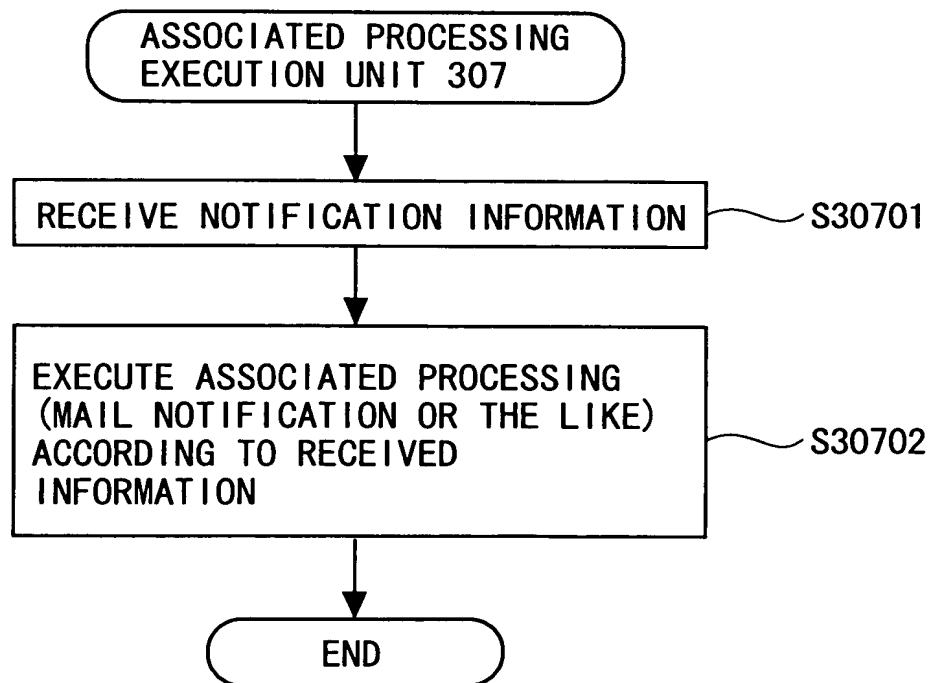 ASSOCIATED PROCESSING
EXECUTION UNIT 307
RECEIVE NOTIFICATION INFORMATION
S30701
EXECUTE ASSOCIATED PROCESSING
(MAIL NOTIFICATION OR THE LIKE)
ACCORDING TO RECEIVED
INFORMATION
S30702
END